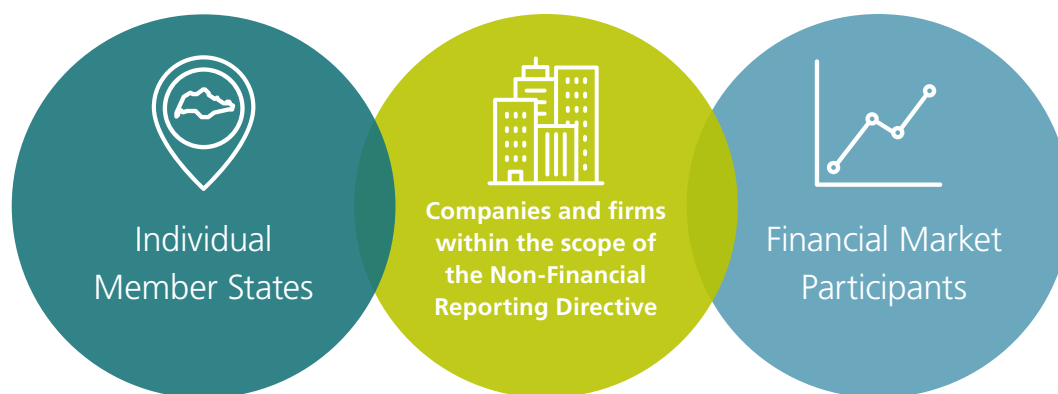 Individual
Member States
Companies and firms
within the scope of
the Non-Financial
Reporting Directive
Financial Market
Participants